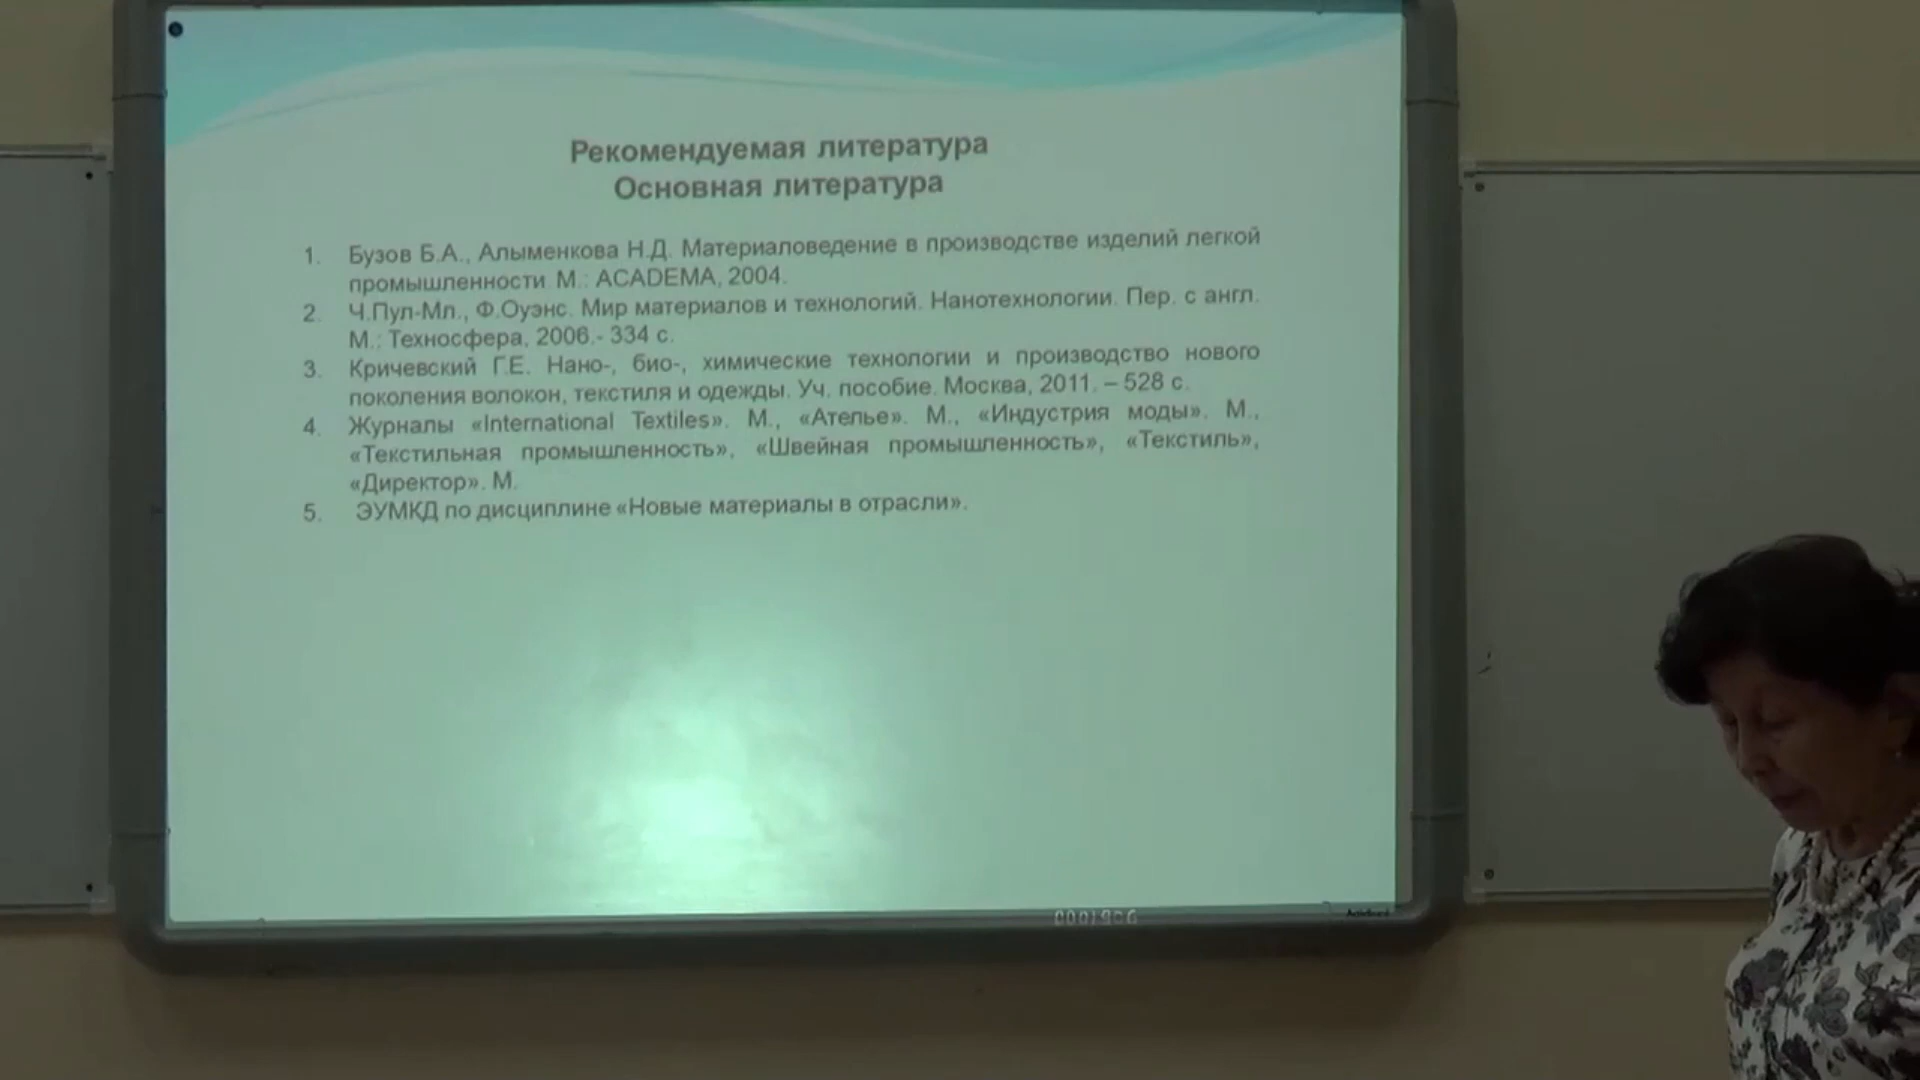 Рекомендуемая литература
Основная литература
1. Бузов Б.А., Алыменкова Н.Д. Материаловедение в производстве изделий легкой
промышленности М.: ACADEMA, 2004.
2. Ч.Пул-Мл., Ф.Оуэнс. Мир материалов и технологий. Нанотехнологии. Пер. с англ.
М.: Техносфера, 2006.- 334 с.
3. Кричевский Г.Е. Нано-, био-, химические технологии и производство нового
поколения волокон, текстиля и одежды. Уч. пособие. Москва, 2011. – 528 с.
4. Журналы «International Textiles». М., «Ателье». М., «Индустрия моды». М.,
«Текстильная промышленность», «Швейная промышленность», «Текстиль»,
«Директор». М.
5. ЭУМКД по дисциплине «Новые материалы в отрасли».